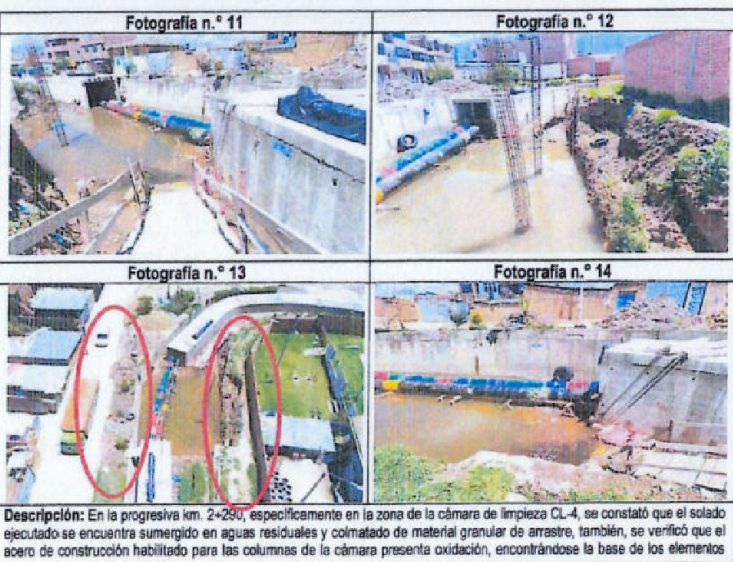 Fotografía n.° 11
Fotografía n.° 12
Fotografía n.° 13
Fotografía n.° 14
Descripción: En la progresiva km. 2+290, específicamente en la zona de la cámara de limpieza CL-4, se constató que el solado
ejecutado se encuentra sumergido en aguas residuales y colmatado de material granular de arrastre, también, se verificó que el
acero de construcción habilitado para las columnas de la cámara presenta oxidación, encontrándose la base de los elementos